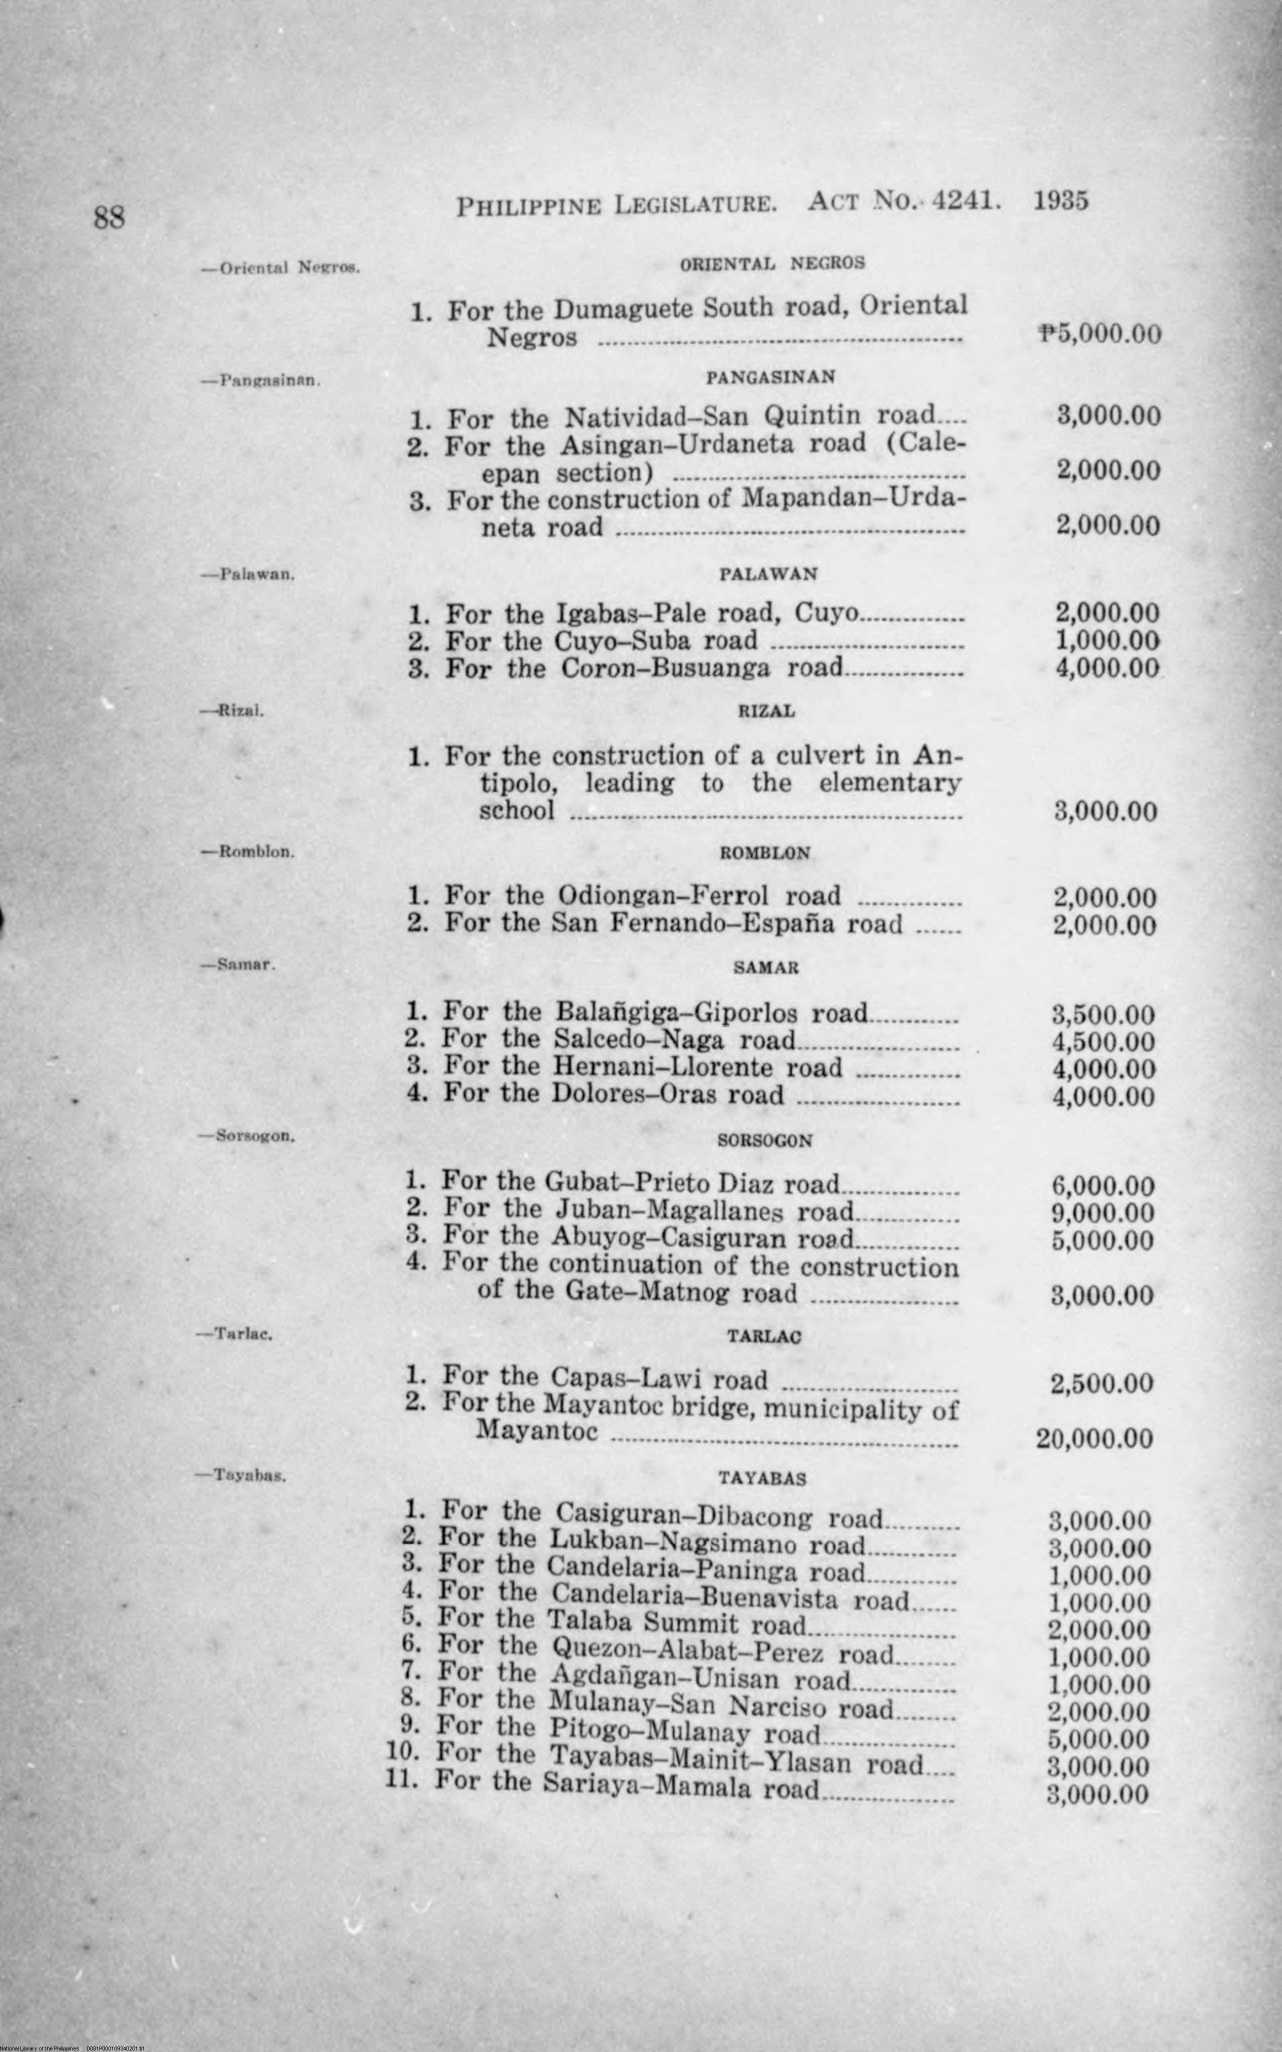 88
PHILIPPINE LEGISLATURE. ACT NO. 4241. 1935
—Oriental Negros.
ORIENTAL NEGROS
1. For the Dumaguete South road, Oriental
Negros ........ ₱5,000.00
—Pangasinan.
PANGASINAN
1. For the Natividad–San Quintin road.... 3,000.00
2. For the Asingan–Urdaneta road (Cale-
epan section) ........ 2,000.00
3. For the construction of Mapandan–Urda-
neta road ........ 2,000.00
—Palawan.
PALAWAN
1. For the Igabas–Pale road, Cuyo........ 2,000.00
2. For the Cuyo–Suba road ........ 1,000.00
3. For the Coron–Busuanga road........ 4,000.00
—Rizal.
RIZAL
1. For the construction of a culvert in An-
tipolo, leading to the elementary
school ........ 3,000.00
—Romblon.
ROMBLON
1. For the Odiongan–Ferrol road ........ 2,000.00
2. For the San Fernando–España road ...... 2,000.00
—Samar.
SAMAR
1. For the Balañgiga–Giporlos road........ 3,500.00
2. For the Salcedo–Naga road........ 4,500.00
3. For the Hernani–Llorente road ........ 4,000.00
4. For the Dolores–Oras road ........ 4,000.00
—Sorsogon.
SORSOGON
1. For the Gubat–Prieto Diaz road........ 6,000.00
2. For the Juban–Magallanes road........ 9,000.00
3. For the Abuyog–Casiguran road........ 5,000.00
4. For the continuation of the construction
of the Gate–Matnog road ........ 3,000.00
—Tarlac.
TARLAC
1. For the Capas–Lawi road ........ 2,500.00
2. For the Mayantoc bridge, municipality of
Mayantoc ........ 20,000.00
—Tayabas.
TAYABAS
1. For the Casiguran–Dibacong road........ 3,000.00
2. For the Lukban–Nagsimano road........ 3,000.00
3. For the Candelaria–Paninga road........ 1,000.00
4. For the Candelaria–Buenavista road...... 1,000.00
5. For the Talaba Summit road........ 2,000.00
6. For the Quezon–Alabat–Perez road........ 1,000.00
7. For the Agdañgan–Unisan road........ 1,000.00
8. For the Mulanay–San Narciso road........ 2,000.00
9. For the Pitogo–Mulanay road........ 5,000.00
10. For the Tayabas–Mainit–Ylasan road.... 3,000.00
11. For the Sariaya–Mamala road........ 3,000.00
National Library of the Philippines